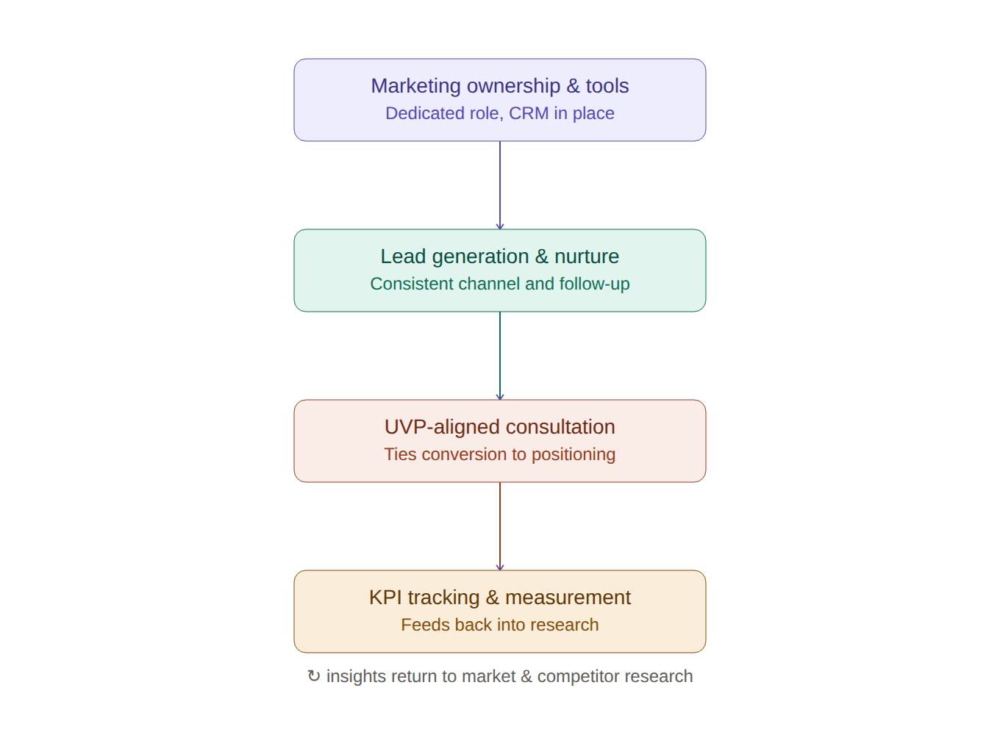 Marketing ownership & tools
Dedicated role, CRM in place
Lead generation & nurture
Consistent channel and follow-up
UVP-aligned consultation
Ties conversion to positioning
KPI tracking & measurement
Feeds back into research
↻ insights return to market & competitor research